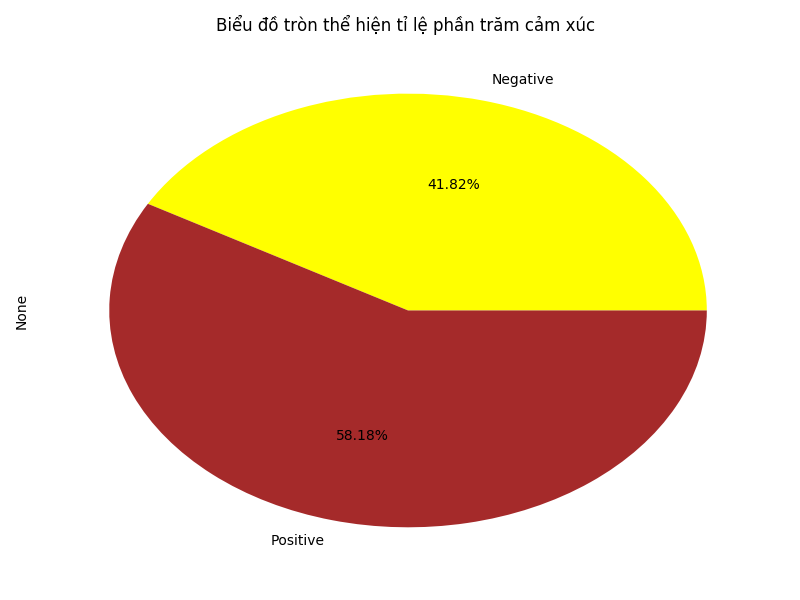 Biểu đồ tròn thể hiện tỉ lệ phần trăm cảm xúc
Negative
41.82%
None
58.18%
Positive